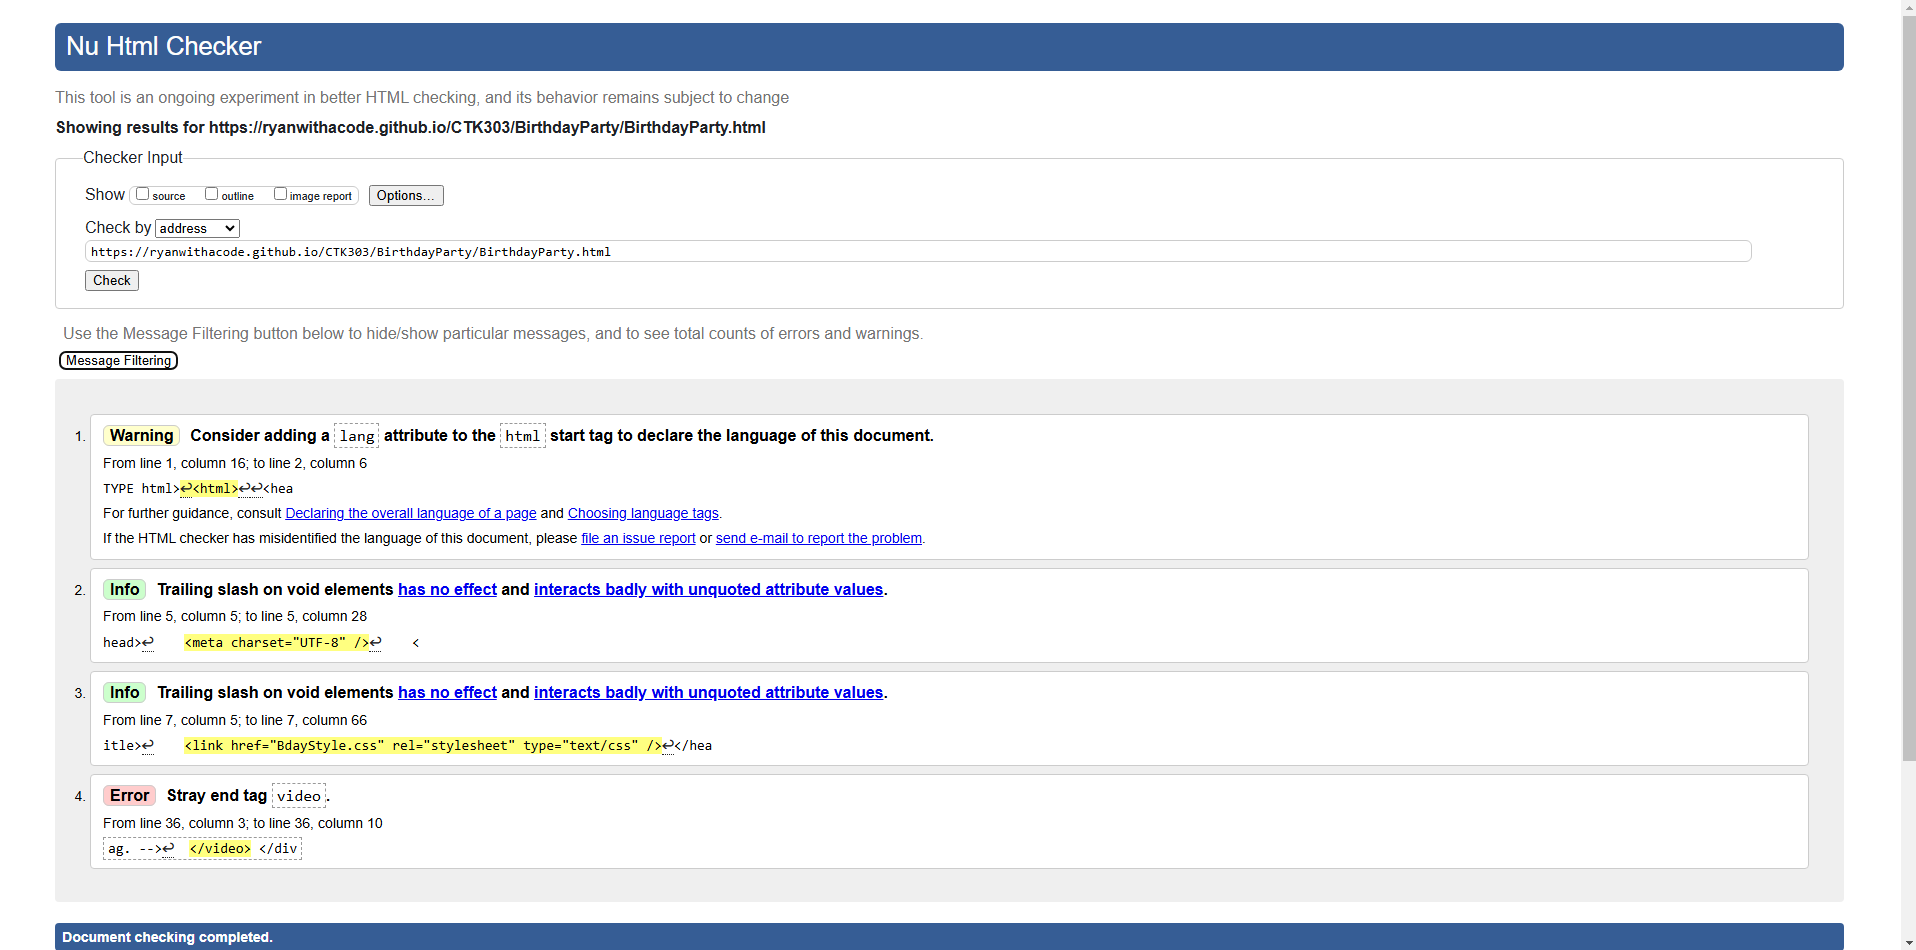 Nu Html Checker
This tool is an ongoing experiment in better HTML checking, and its behavior remains subject to change
Showing results for https://ryanwithacode.github.io/CTK303/BirthdayParty/BirthdayParty.html
Checker Input
Show source outline image report Options...
Check by address
https://ryanwithacode.github.io/CTK303/BirthdayParty/BirthdayParty.html
Check
Use the Message Filtering button below to hide/show particular messages, and to see total counts of errors and warnings.
Message Filtering
1. Warning Consider adding a lang attribute to the html start tag to declare the language of this document.
From line 1, column 16; to line 2, column 6
TYPE html>↩<html>↩↩<hea
For further guidance, consult Declaring the overall language of a page and Choosing language tags.
If the HTML checker has misidentified the language of this document, please file an issue report or send e-mail to report the problem.
2. Info Trailing slash on void elements has no effect and interacts badly with unquoted attribute values.
From line 5, column 5; to line 5, column 28
head>↩    <meta charset="UTF-8" />↩    <
3. Info Trailing slash on void elements has no effect and interacts badly with unquoted attribute values.
From line 7, column 5; to line 7, column 66
itle>↩    <link href="BdayStyle.css" rel="stylesheet" type="text/css" />↩</hea
4. Error Stray end tag video.
From line 36, column 3; to line 36, column 10
ag. -->↩  </video> </div
Document checking completed.